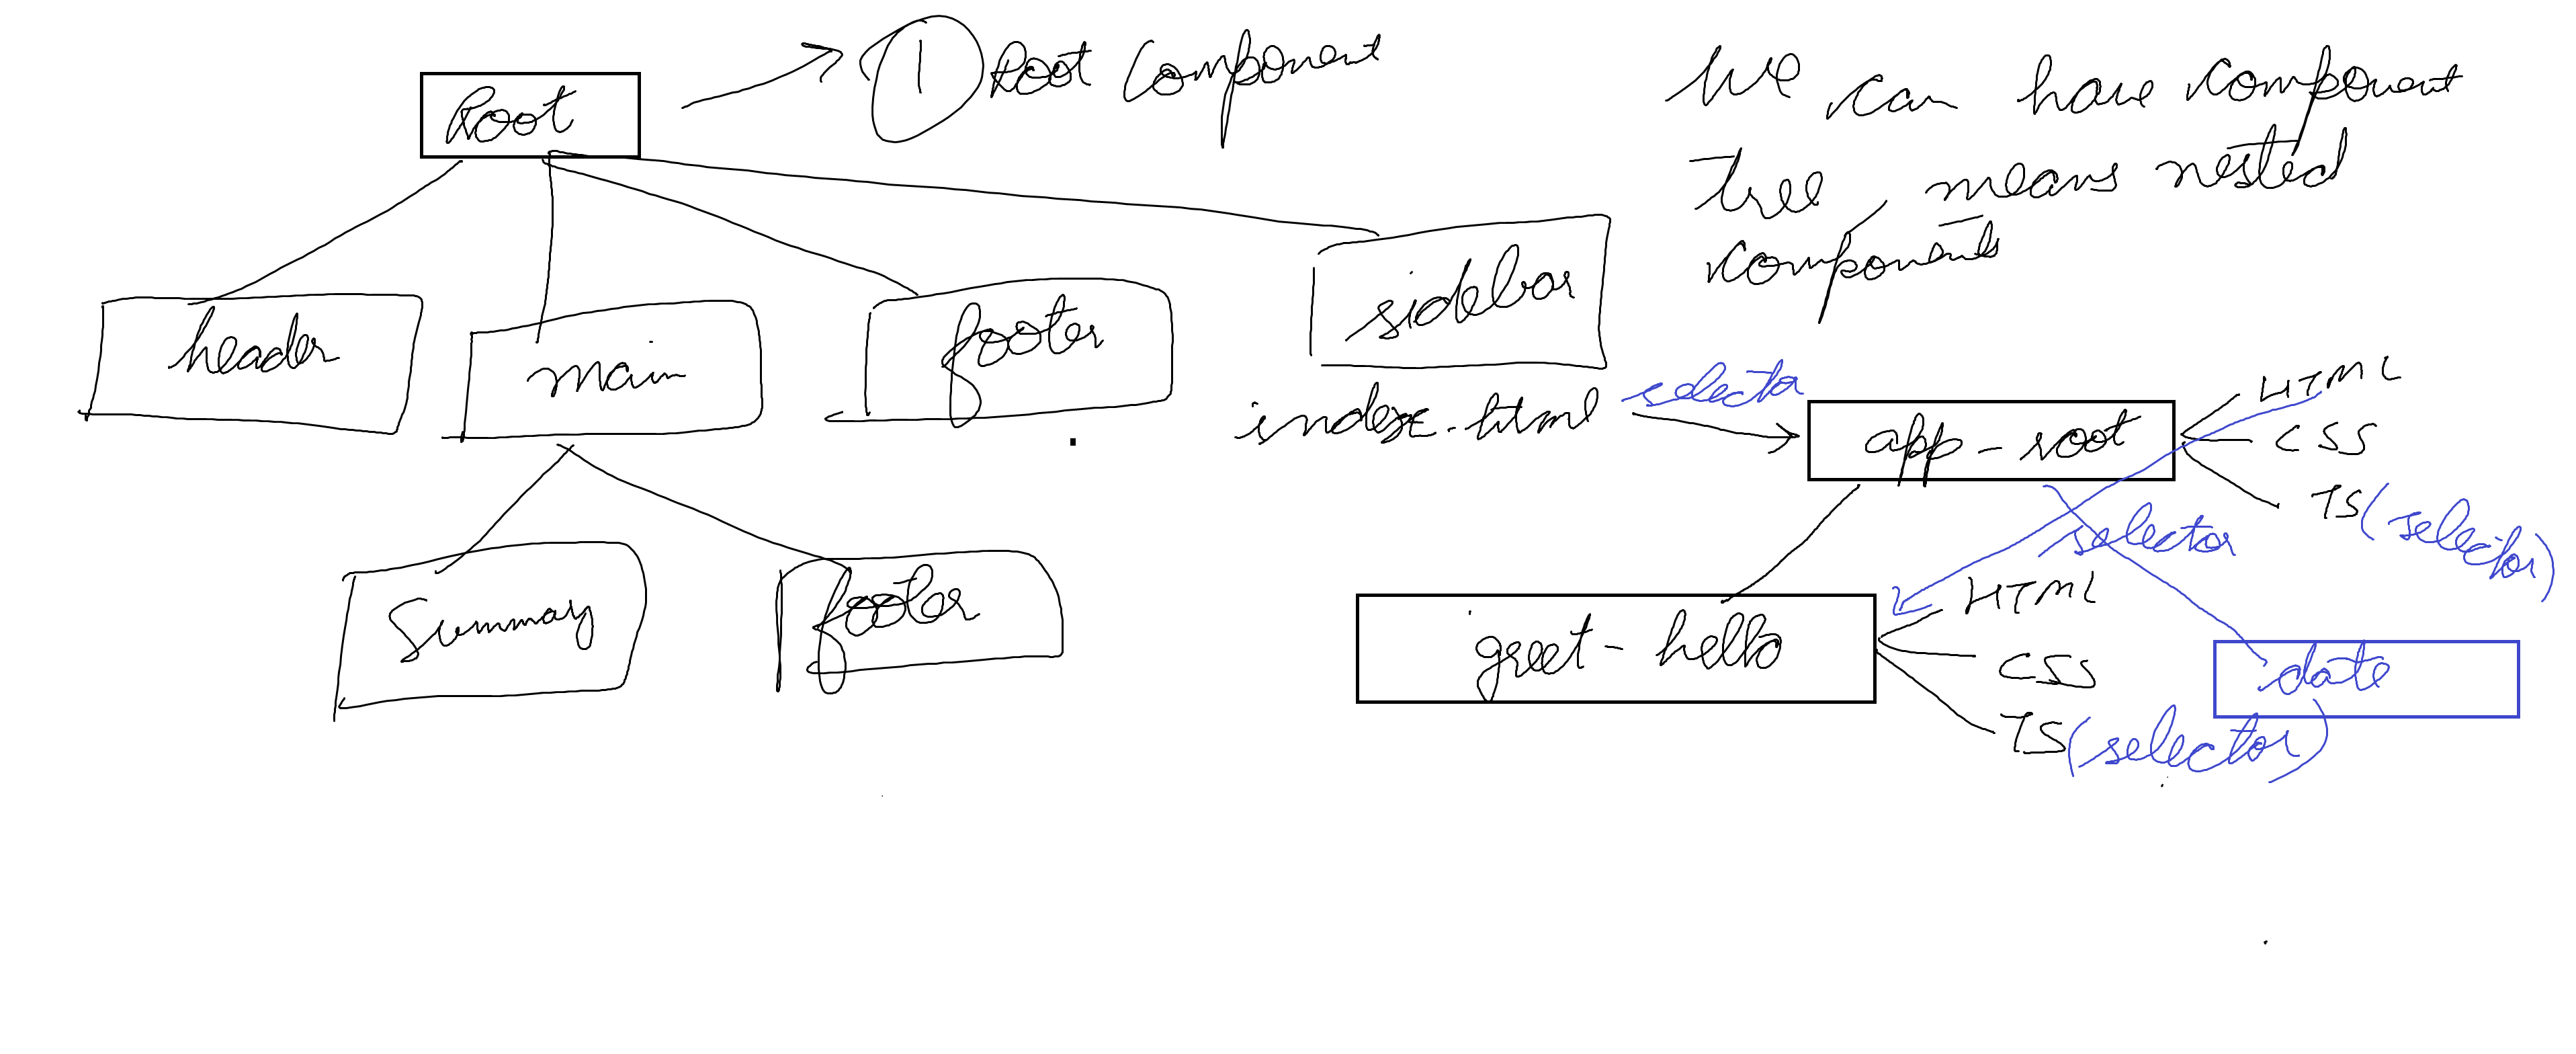 Root
1 Root Component
We can have component
tree, means nested
components
header
main
footer
sidebar
Summay
footer
index.html
selector
app-root
HTML
CSS
TS (selector)
selector
greet-hello
HTML
CSS
TS (selector)
date